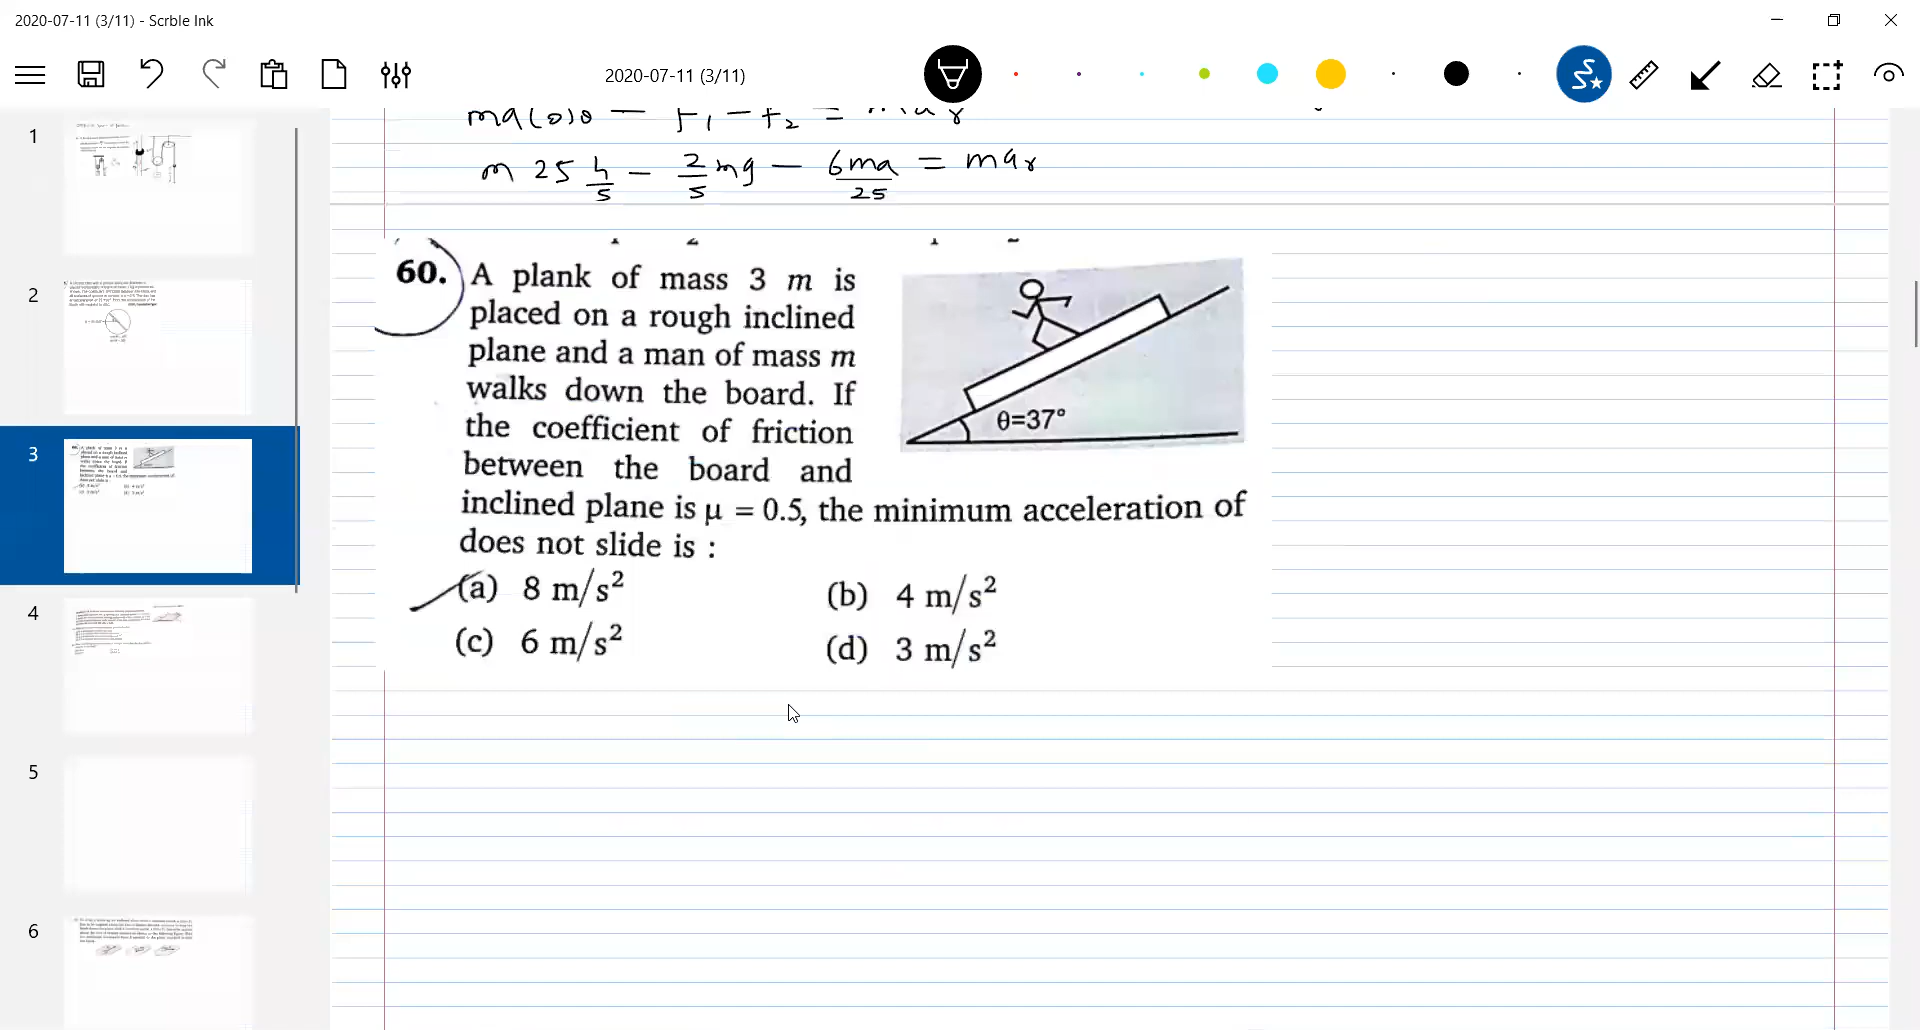 2020-07-11 (3/11) - Scrble Ink
2020-07-11 (3/11)
m 25 4/5 - 2/5 mg - 6ma/25 = mar
60. A plank of mass 3 m is
placed on a rough inclined
plane and a man of mass m
walks down the board. If
the coefficient of friction
between the board and
inclined plane is μ = 0.5, the minimum acceleration of
does not slide is :
θ=37°
(a) 8 m/s² (b) 4 m/s²
(c) 6 m/s² (d) 3 m/s²
1
2
3
4
5
6